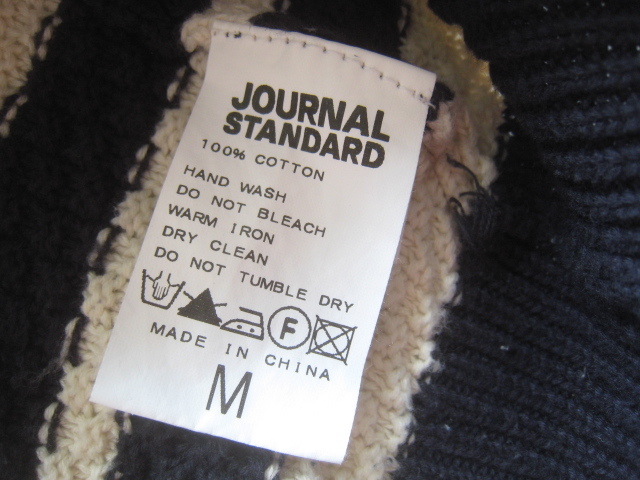 JOURNAL
STANDARD
100% COTTON
HAND WASH
DO NOT BLEACH
WARM IRON
DRY CLEAN
DO NOT TUMBLE DRY
F
MADE IN CHINA
M